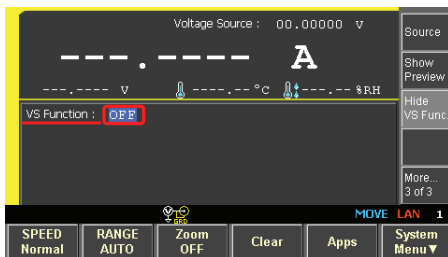 Voltage Source : 00.00000 V
Source
---.---- A
Show
Preview
---.---- V ----.-- °C ---.-- %RH
Hide
VS Func.
VS Function : OFF
More...
3 of 3
GRD
MOVE LAN 1
SPEED
Normal
RANGE
AUTO
Zoom
OFF
Clear
Apps
System
Menu▼